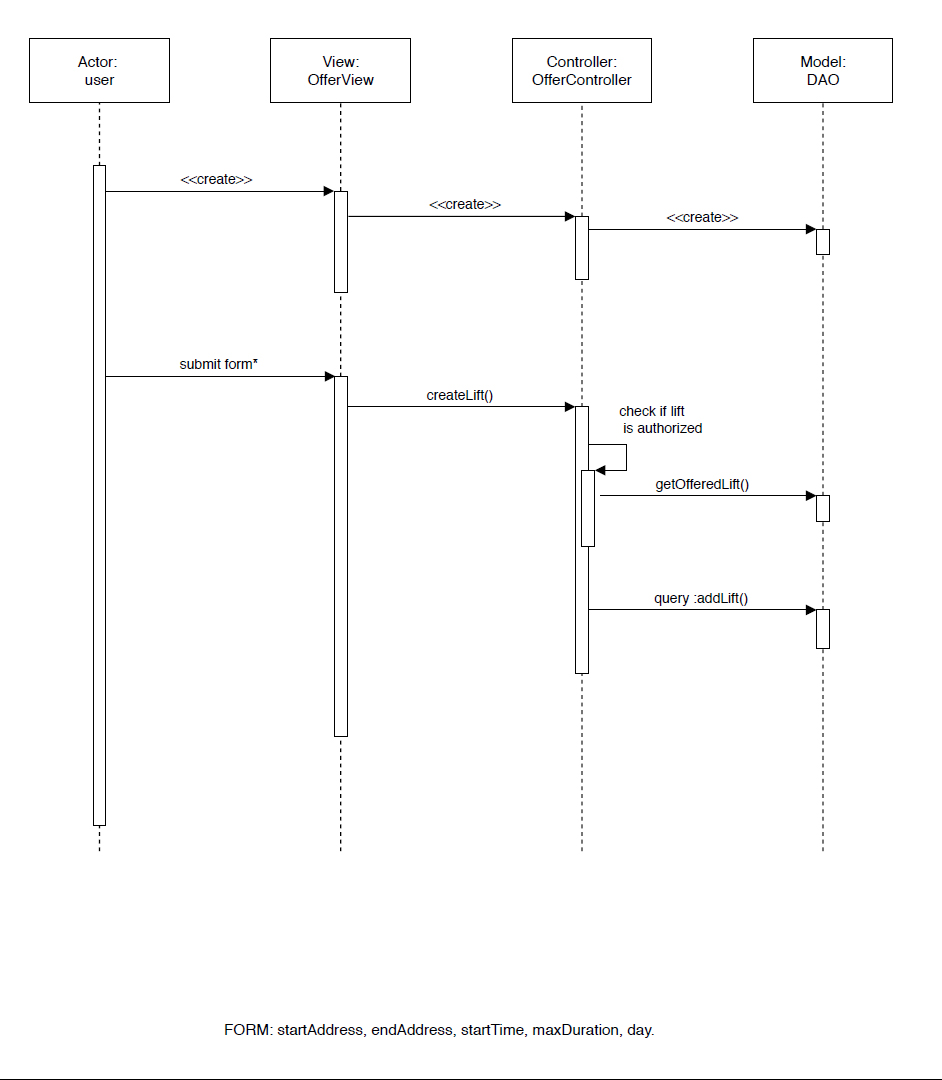 Actor:
user
View:
OfferView
Controller:
OfferController
Model:
DAO
<<create>>
<<create>>
<<create>>
submit form*
createLift()
check if lift
is authorized
getOfferedLift()
query :addLift()
FORM: startAddress, endAddress, startTime, maxDuration, day.